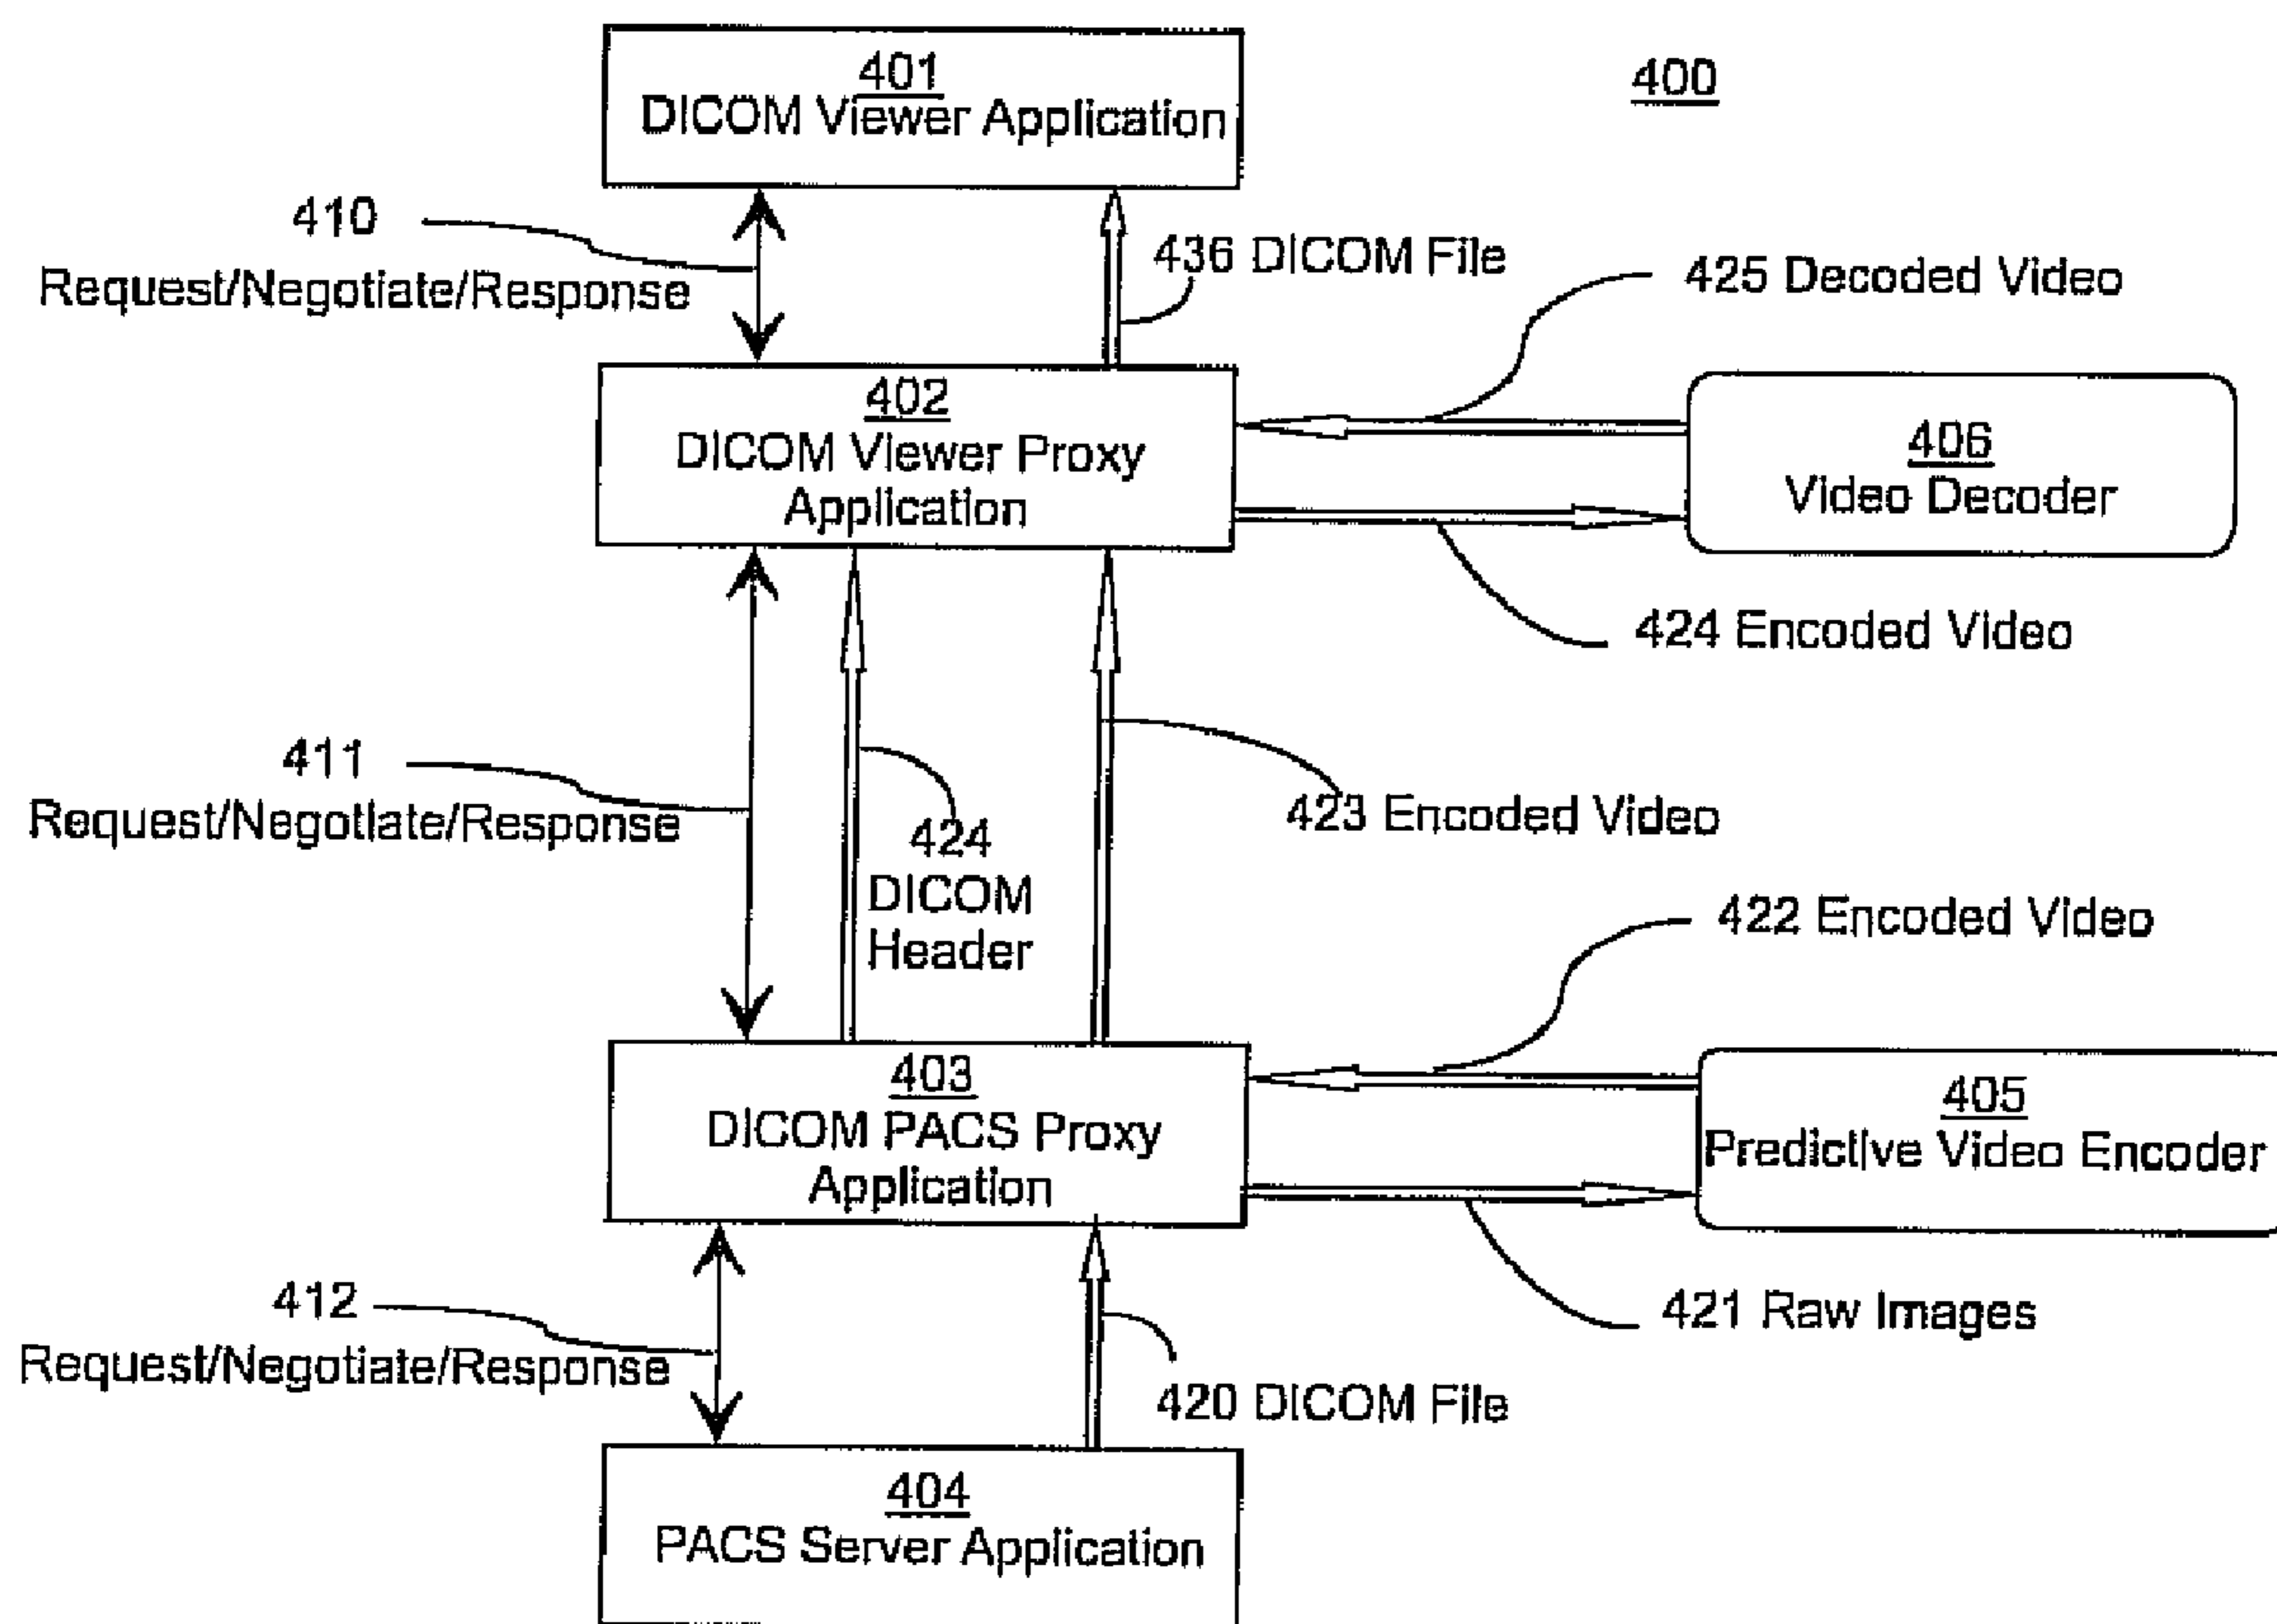 400
401
DICOM Viewer Application
410
Request/Negotiate/Response
436 DICOM File
425 Decoded Video
402
DICOM Viewer Proxy
Application
406
Video Decoder
424 Encoded Video
411
Request/Negotiate/Response
424
DICOM
Header
423 Encoded Video
422 Encoded Video
403
DICOM PACS Proxy
Application
405
Predictive Video Encoder
421 Raw Images
412
Request/Negotiate/Response
420 DICOM File
404
PACS Server Application